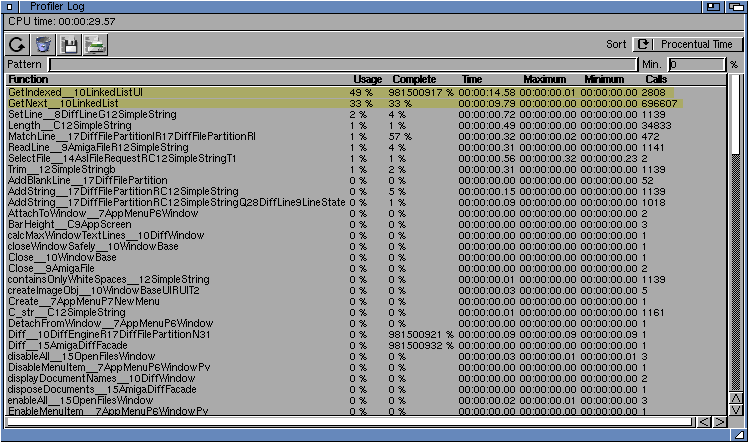 Profiler Log
CPU time: 00:00:29.57
Sort Procentual Time
Pattern Min. 0 %
Function Usage Complete Time Maximum Minimum Calls
GetIndexed__10LinkedListUI 49 % 981500917 % 00:00:14.58 00:00:00.01 00:00:00.00 2808
GetNext__10LinkedList 33 % 33 % 00:00:09.79 00:00:00.01 00:00:00.00 696607
SetLine__8DiffLineG12SimpleString 2 % 4 % 00:00:00.72 00:00:00.00 00:00:00.00 1139
Length__C12SimpleString 1 % 1 % 00:00:00.49 00:00:00.00 00:00:00.00 34833
MatchLine__17DiffFilePartitionIR17DiffFilePartitionRI 1 % 57 % 00:00:00.32 00:00:00.02 00:00:00.00 472
ReadLine__9AmigaFileR12SimpleString 1 % 4 % 00:00:00.31 00:00:00.00 00:00:00.00 1141
SelectFile__14AslFileRequestRC12SimpleStringT1 1 % 1 % 00:00:00.56 00:00:00.32 00:00:00.23 2
Trim__12SimpleStringb 1 % 2 % 00:00:00.31 00:00:00.00 00:00:00.00 1139
AddBlankLine__17DiffFilePartition 0 % 0 % 00:00:00.00 00:00:00.00 00:00:00.00 52
AddString__17DiffFilePartitionRC12SimpleString 0 % 5 % 00:00:00.15 00:00:00.00 00:00:00.00 1139
AddString__17DiffFilePartitionRC12SimpleStringQ28DiffLine9LineState 0 % 1 % 00:00:00.09 00:00:00.00 00:00:00.00 1018
AttachToWindow__7AppMenuP6Window 0 % 0 % 00:00:00.00 00:00:00.00 00:00:00.00 2
BarHeight__C9AppScreen 0 % 0 % 00:00:00.00 00:00:00.00 00:00:00.00 3
calcMaxWindowTextLines__10DiffWindow 0 % 0 % 00:00:00.00 00:00:00.00 00:00:00.00 1
closeWindowSafely__10WindowBase 0 % 0 % 00:00:00.00 00:00:00.00 00:00:00.00 1
Close__10WindowBase 0 % 0 % 00:00:00.00 00:00:00.00 00:00:00.00 1
Close__9AmigaFile 0 % 0 % 00:00:00.00 00:00:00.00 00:00:00.00 2
containsOnlyWhiteSpaces__12SimpleString 0 % 0 % 00:00:00.01 00:00:00.00 00:00:00.00 1139
createImageObj__10WindowBaseUIRUIT2 0 % 0 % 00:00:00.03 00:00:00.00 00:00:00.00 5
Create__7AppMenuP7NewMenu 0 % 0 % 00:00:00.00 00:00:00.00 00:00:00.00 1
C_str__C12SimpleString 0 % 0 % 00:00:00.01 00:00:00.00 00:00:00.00 1161
DetachFromWindow__7AppMenuP6Window 0 % 0 % 00:00:00.00 00:00:00.00 00:00:00.00 2
Diff__10DiffEngineR17DiffFilePartitionN31 0 % 981500921 % 00:00:00.09 00:00:00.09 00:00:00.09 1
Diff__15AmigaDiffFacade 0 % 981500932 % 00:00:00.00 00:00:00.00 00:00:00.00 1
disableAll__15OpenFilesWindow 0 % 0 % 00:00:00.03 00:00:00.01 00:00:00.01 3
DisableMenuItem__7AppMenuP6WindowPv 0 % 0 % 00:00:00.00 00:00:00.00 00:00:00.00 1
displayDocumentNames__10DiffWindow 0 % 0 % 00:00:00.00 00:00:00.00 00:00:00.00 2
disposeDocuments__15AmigaDiffFacade 0 % 0 % 00:00:00.00 00:00:00.00 00:00:00.00 1
enableAll__15OpenFilesWindow 0 % 0 % 00:00:00.02 00:00:00.01 00:00:00.00 3
EnableMenuItem__7AppMenuP6WindowPv 0 % 0 % 00:00:00.00 00:00:00.00 00:00:00.00 1